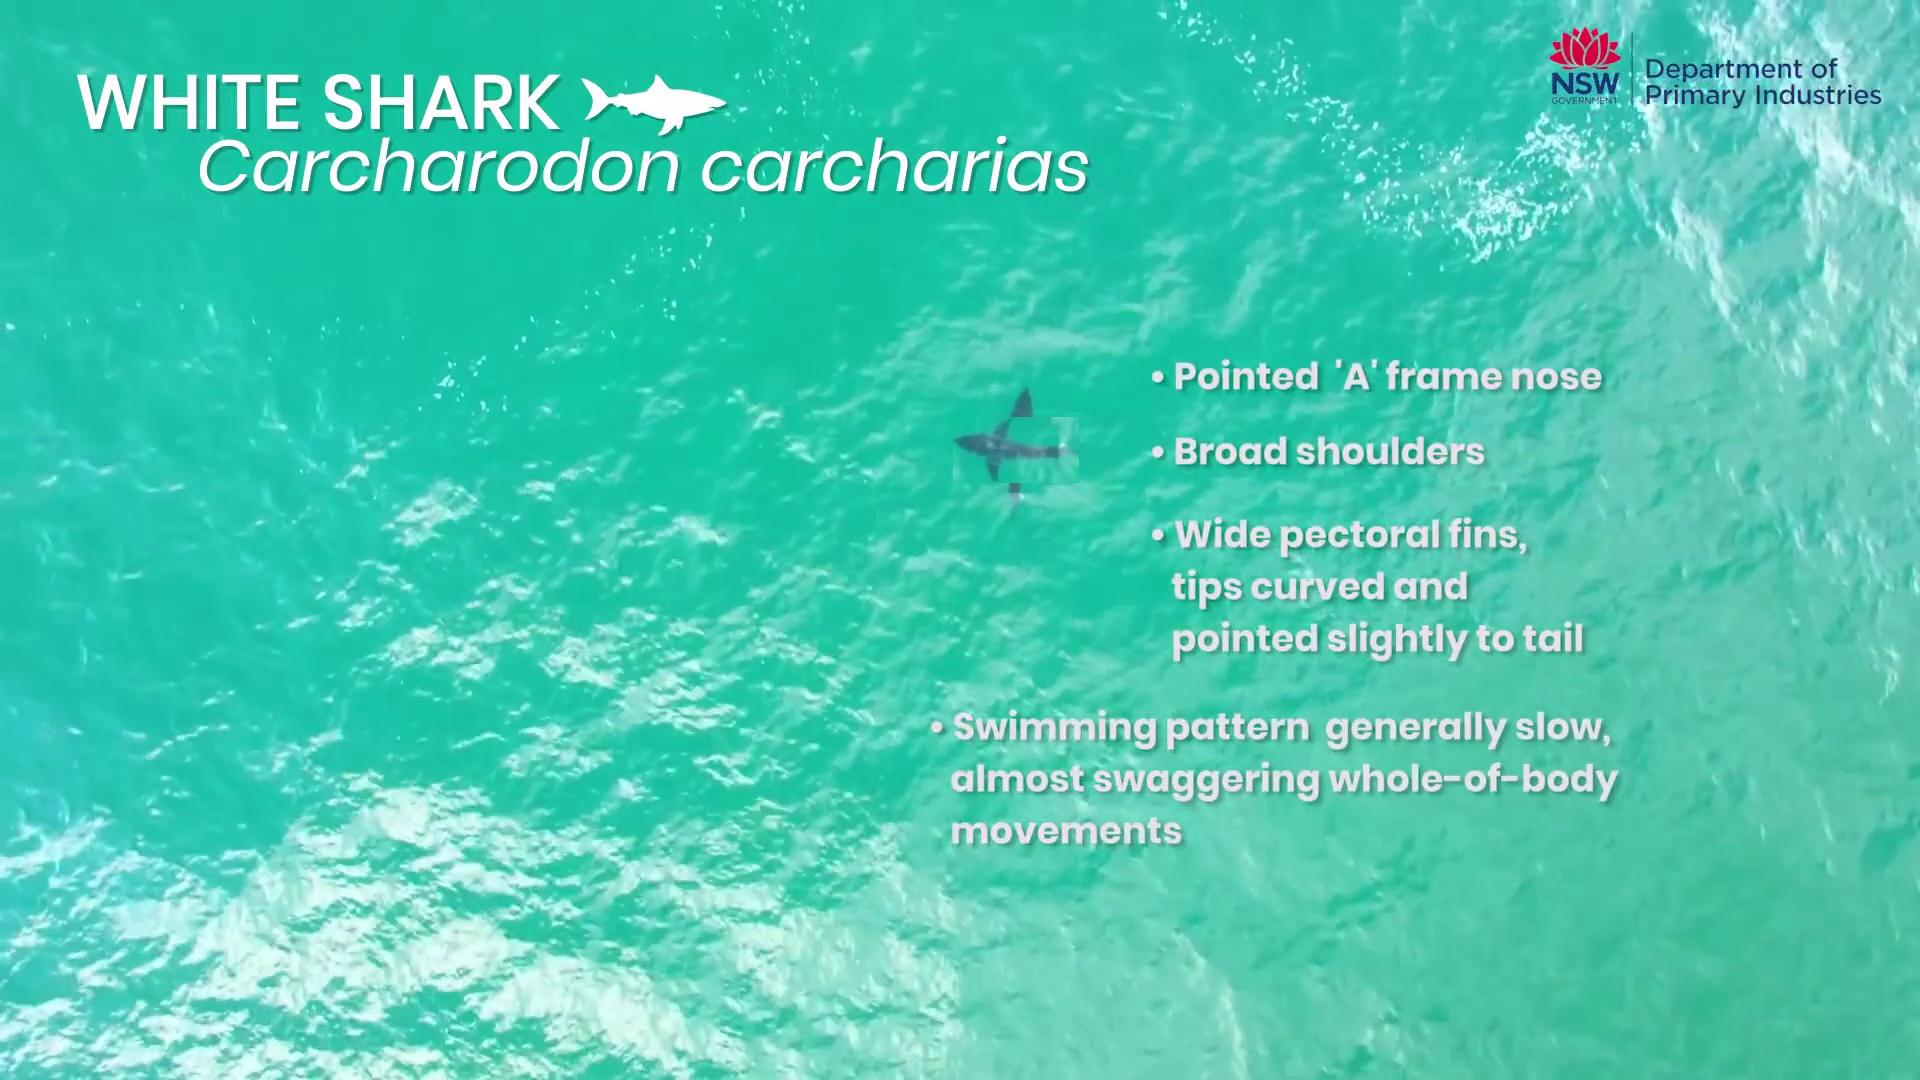 WHITE SHARK
Carcharodon carcharias
NSW
GOVERNMENT
Department of
Primary Industries
• Pointed 'A' frame nose
• Broad shoulders
• Wide pectoral fins,
tips curved and
pointed slightly to tail
• Swimming pattern generally slow,
almost swaggering whole-of-body
movements